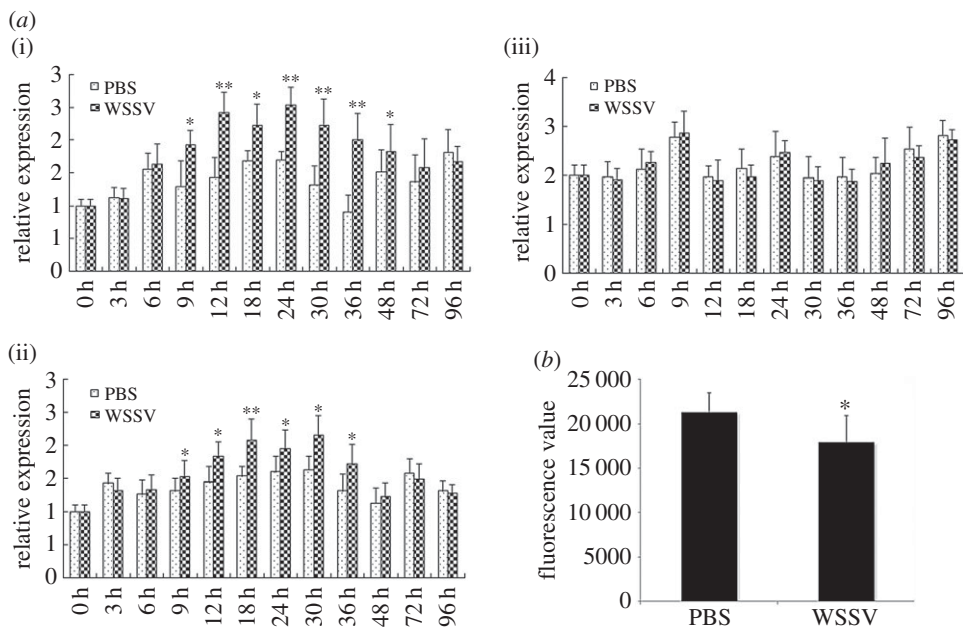 (a)
(i)
relative expression
3
3
2
2
1
1
0
PBS
WSSV
* ** * ** ** ** *
0 h 3 h 6 h 9 h 12 h 18 h 24 h 30 h 36 h 48 h 72 h 96 h
(iii)
relative expression
4
3
2
1
0
PBS
WSSV
0 h 3 h 6 h 9 h 12 h 18 h 24 h 30 h 36 h 48 h 72 h 96 h
(ii)
relative expression
3
3
2
2
1
1
0
PBS
WSSV
* * ** * * *
0 h 3 h 6 h 9 h 12 h 18 h 24 h 30 h 36 h 48 h 72 h 96 h
(b)
fluorescence value
25 000
20 000
15 000
10 000
5000
0
*
PBS WSSV